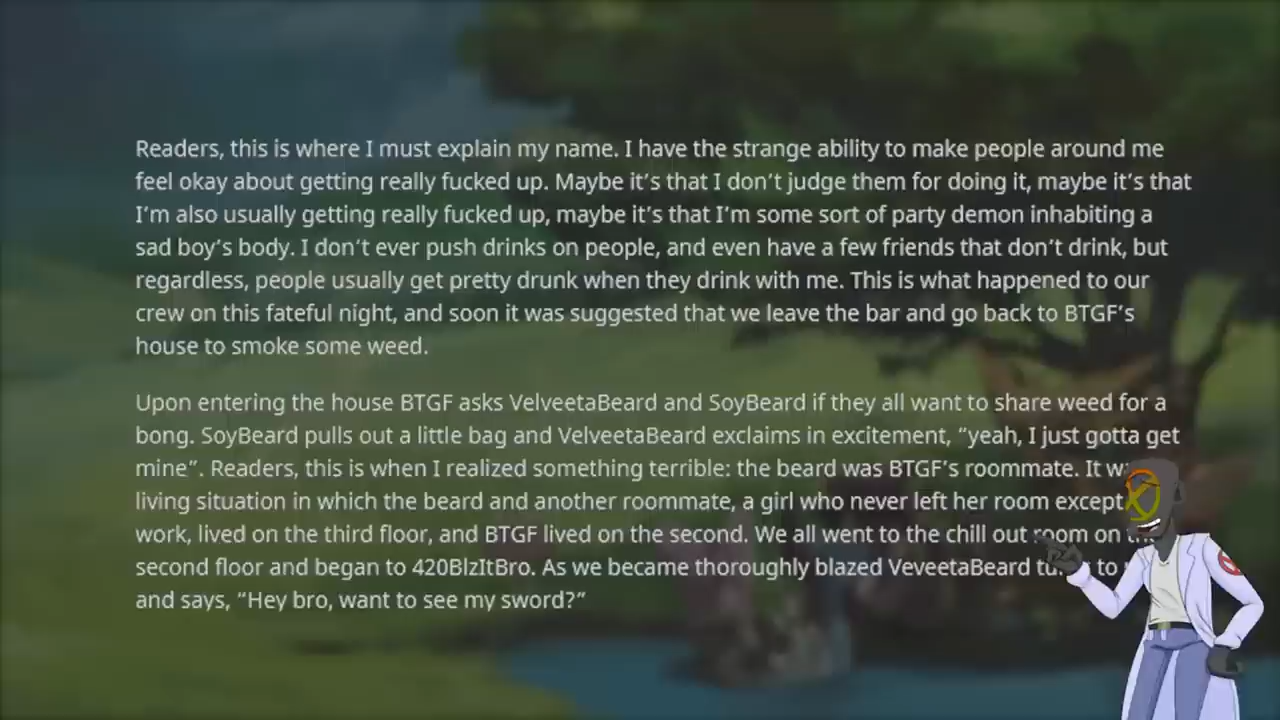 Readers, this is where I must explain my name. I have the strange ability to make people around me
feel okay about getting really fucked up. Maybe it’s that I don’t judge them for doing it, maybe it’s that
I’m also usually getting really fucked up, maybe it’s that I’m some sort of party demon inhabiting a
sad boy’s body. I don’t ever push drinks on people, and even have a few friends that don’t drink, but
regardless, people usually get pretty drunk when they drink with me. This is what happened to our
crew on this fateful night, and soon it was suggested that we leave the bar and go back to BTGF’s
house to smoke some weed.
Upon entering the house BTGF asks VelveetaBeard and SoyBeard if they all want to share weed for a
bong. SoyBeard pulls out a little bag and VelveetaBeard exclaims in excitement, “yeah, I just gotta get
mine”. Readers, this is when I realized something terrible: the beard was BTGF’s roommate. It
living situation in which the beard and another roommate, a girl who never left her room except
work, lived on the third floor, and BTGF lived on the second. We all went to the chill out room on
second floor and began to 420BlzItBro. As we became thoroughly blazed VeveetaBeard to
and says, “Hey bro, want to see my sword?”